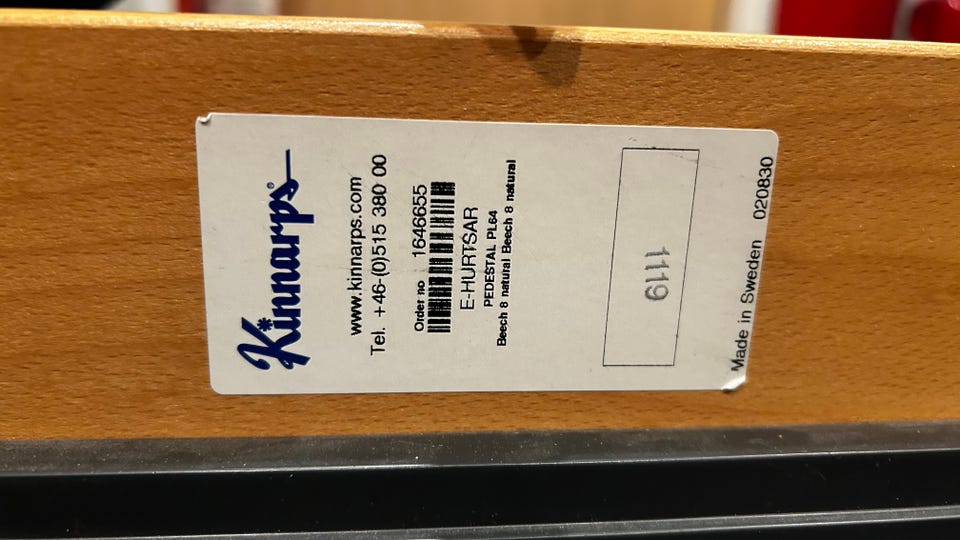 Kinnarps®
www.kinnarps.com
Tel. +46-(0)515 380 00
Order no 1646655
E-HURTSAR
PEDESTAL PL64
Beech 8 natural Beech 8 natural
1119
Made in Sweden 020830